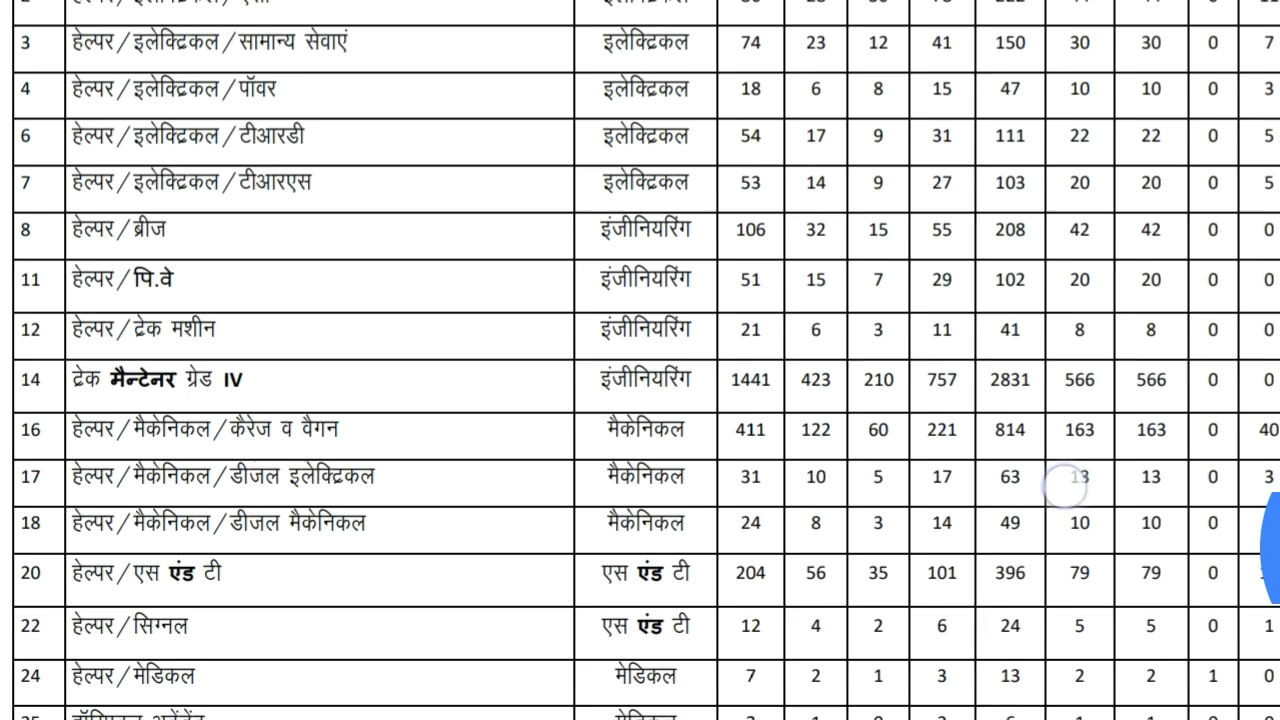 3 हेल्पर/इलेक्ट्रिकल/सामान्य सेवाएं इलेक्ट्रिकल 74 23 12 41 150 30 30 0 7
4 हेल्पर/इलेक्ट्रिकल/पॉवर इलेक्ट्रिकल 18 6 8 15 47 10 10 0 3
6 हेल्पर/इलेक्ट्रिकल/टीआरडी इलेक्ट्रिकल 54 17 9 31 111 22 22 0 5
7 हेल्पर/इलेक्ट्रिकल/टीआरएस इलेक्ट्रिकल 53 14 9 27 103 20 20 0 5
8 हेल्पर/ब्रीज इंजीनियरिंग 106 32 15 55 208 42 42 0 0
11 हेल्पर/पि.वे इंजीनियरिंग 51 15 7 29 102 20 20 0 0
12 हेल्पर/ट्रेक मशीन इंजीनियरिंग 21 6 3 11 41 8 8 0 0
14 ट्रेक मैन्टेनर ग्रेड IV इंजीनियरिंग 1441 423 210 757 2831 566 566 0 0
16 हेल्पर/मैकेनिकल/कैरेज व वैगन मैकेनिकल 411 122 60 221 814 163 163 0 40
17 हेल्पर/मैकेनिकल/डीजल इलेक्ट्रिकल मैकेनिकल 31 10 5 17 63 13 13 0 3
18 हेल्पर/मैकेनिकल/डीजल मैकेनिकल मैकेनिकल 24 8 3 14 49 10 10 0
20 हेल्पर/एस एंड टी एस एंड टी 204 56 35 101 396 79 79 0
22 हेल्पर/सिग्नल एस एंड टी 12 4 2 6 24 5 5 0 1
24 हेल्पर/मेडिकल मेडिकल 7 2 1 3 13 2 2 1 0